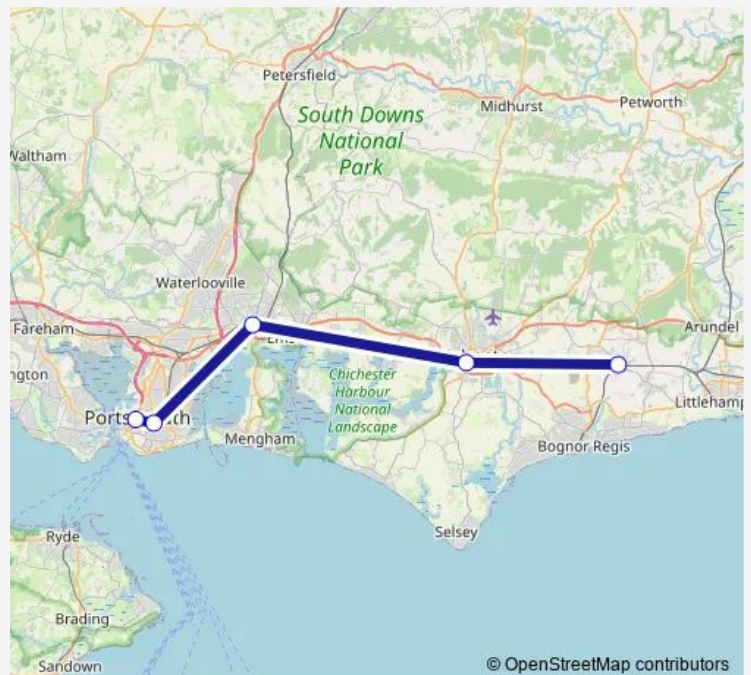 Petersfield
Midhurst
Petworth
South Downs
National
Park
Waltham
Waterlooville
Fareham
Arundel
Chichester
Harbour
National
Landscape
Littlehamp
Mengham
Bognor Regis
Selsey
Ryde
Brading
Sandown
© OpenStreetMap contributors